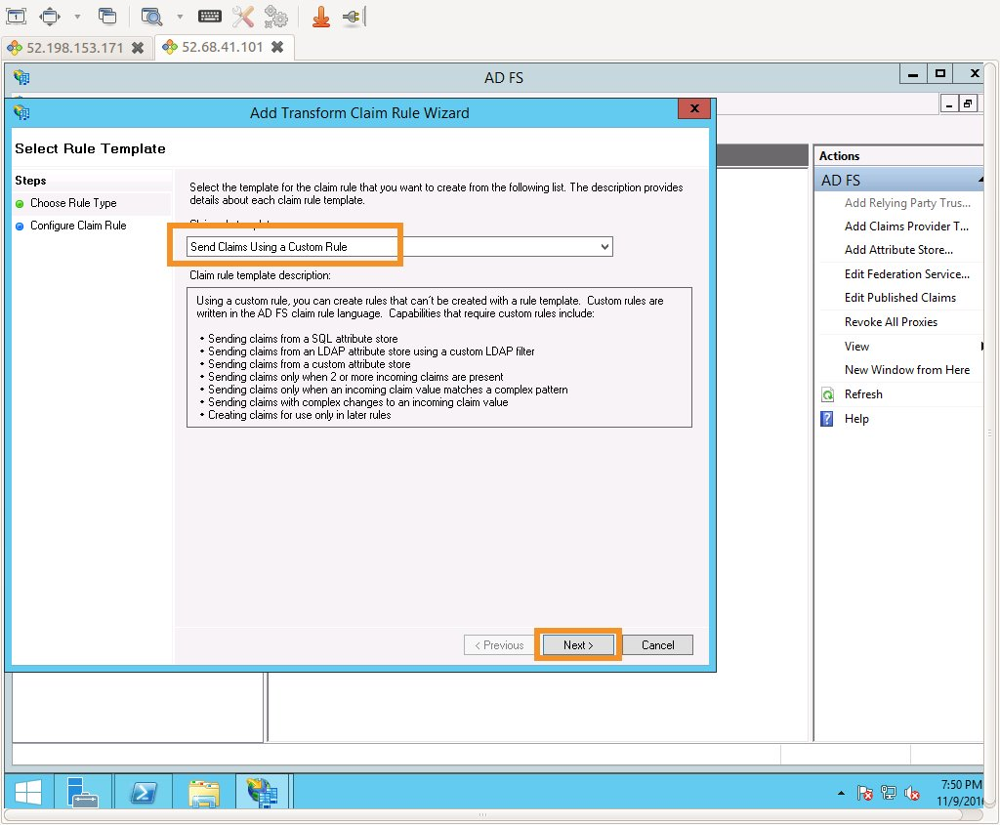 52.198.153.171
52.68.41.101
AD FS
Add Transform Claim Rule Wizard
Select Rule Template
Steps
Choose Rule Type
Configure Claim Rule
Select the template for the claim rule that you want to create from the following list. The description provides
details about each claim rule template.
Send Claims Using a Custom Rule
Claim rule template description:
Using a custom rule, you can create rules that can't be created with a rule template. Custom rules are
written in the AD FS claim rule language. Capabilities that require custom rules include:
• Sending claims from a SQL attribute store
• Sending claims from an LDAP attribute store using a custom LDAP filter
• Sending claims from a custom attribute store
• Sending claims only when 2 or more incoming claims are present
• Sending claims only when an incoming claim value matches a complex pattern
• Sending claims with complex changes to an incoming claim value
• Creating claims for use only in later rules
< Previous
Next >
Cancel
Actions
AD FS
Add Relying Party Trus...
Add Claims Provider T...
Add Attribute Store...
Edit Federation Service...
Edit Published Claims
Revoke All Proxies
View
New Window from Here
Refresh
Help
7:50 PM
11/9/201